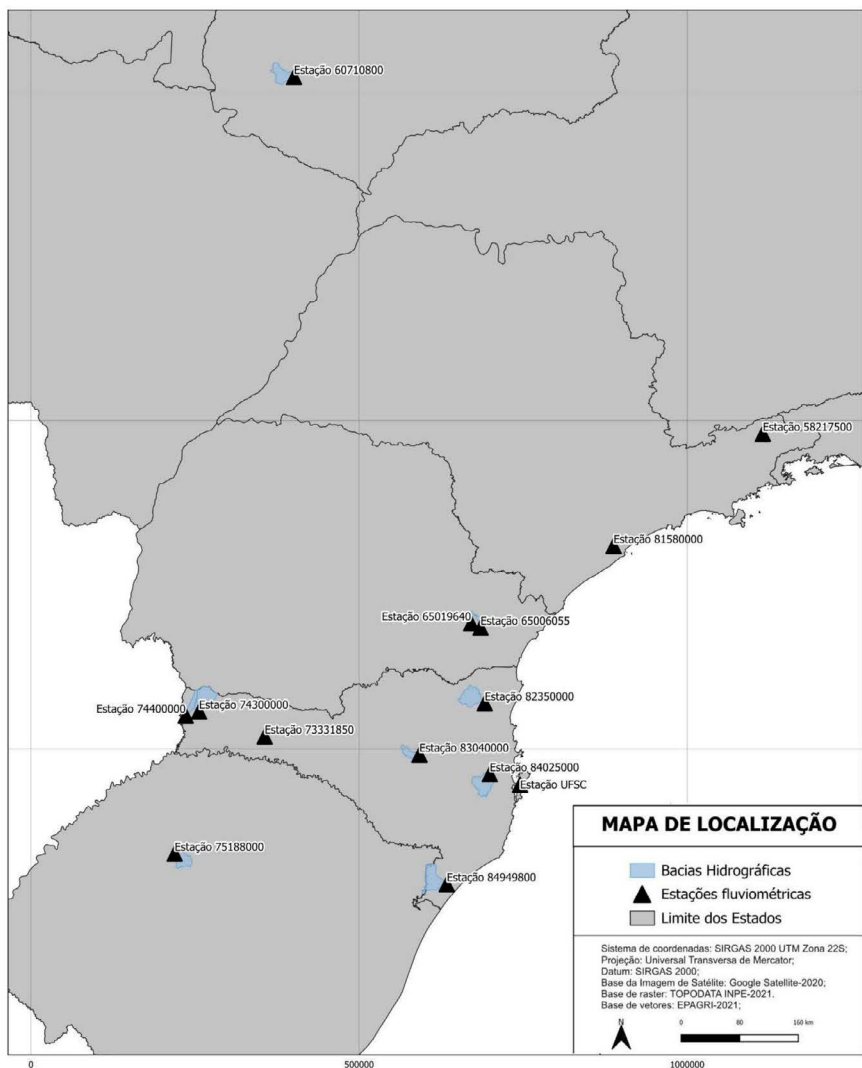 Estação 60710800
Estação 58217500
Estação 81580000
Estação 65019640
Estação 65006055
Estação 82350000
Estação 74300000
Estação 74400000
Estação 73331850
Estação 83040000
Estação 84025000
Estação UFSC
Estação 75188000
Estação 84949800
MAPA DE LOCALIZAÇÃO
Bacias Hidrográficas
Estações fluviométricas
Limite dos Estados
Sistema de coordenadas: SIRGAS 2000 UTM Zona 22S;
Projeção: Universal Transversa de Mercator;
Datum: SIRGAS 2000;
Base da Imagem de Satélite: Google Satellite-2020;
Base de raster: TOPODATA INPE-2021.
Base de vetores: EPAGRI-2021;
N
0 80 160 km
0 500000 1000000